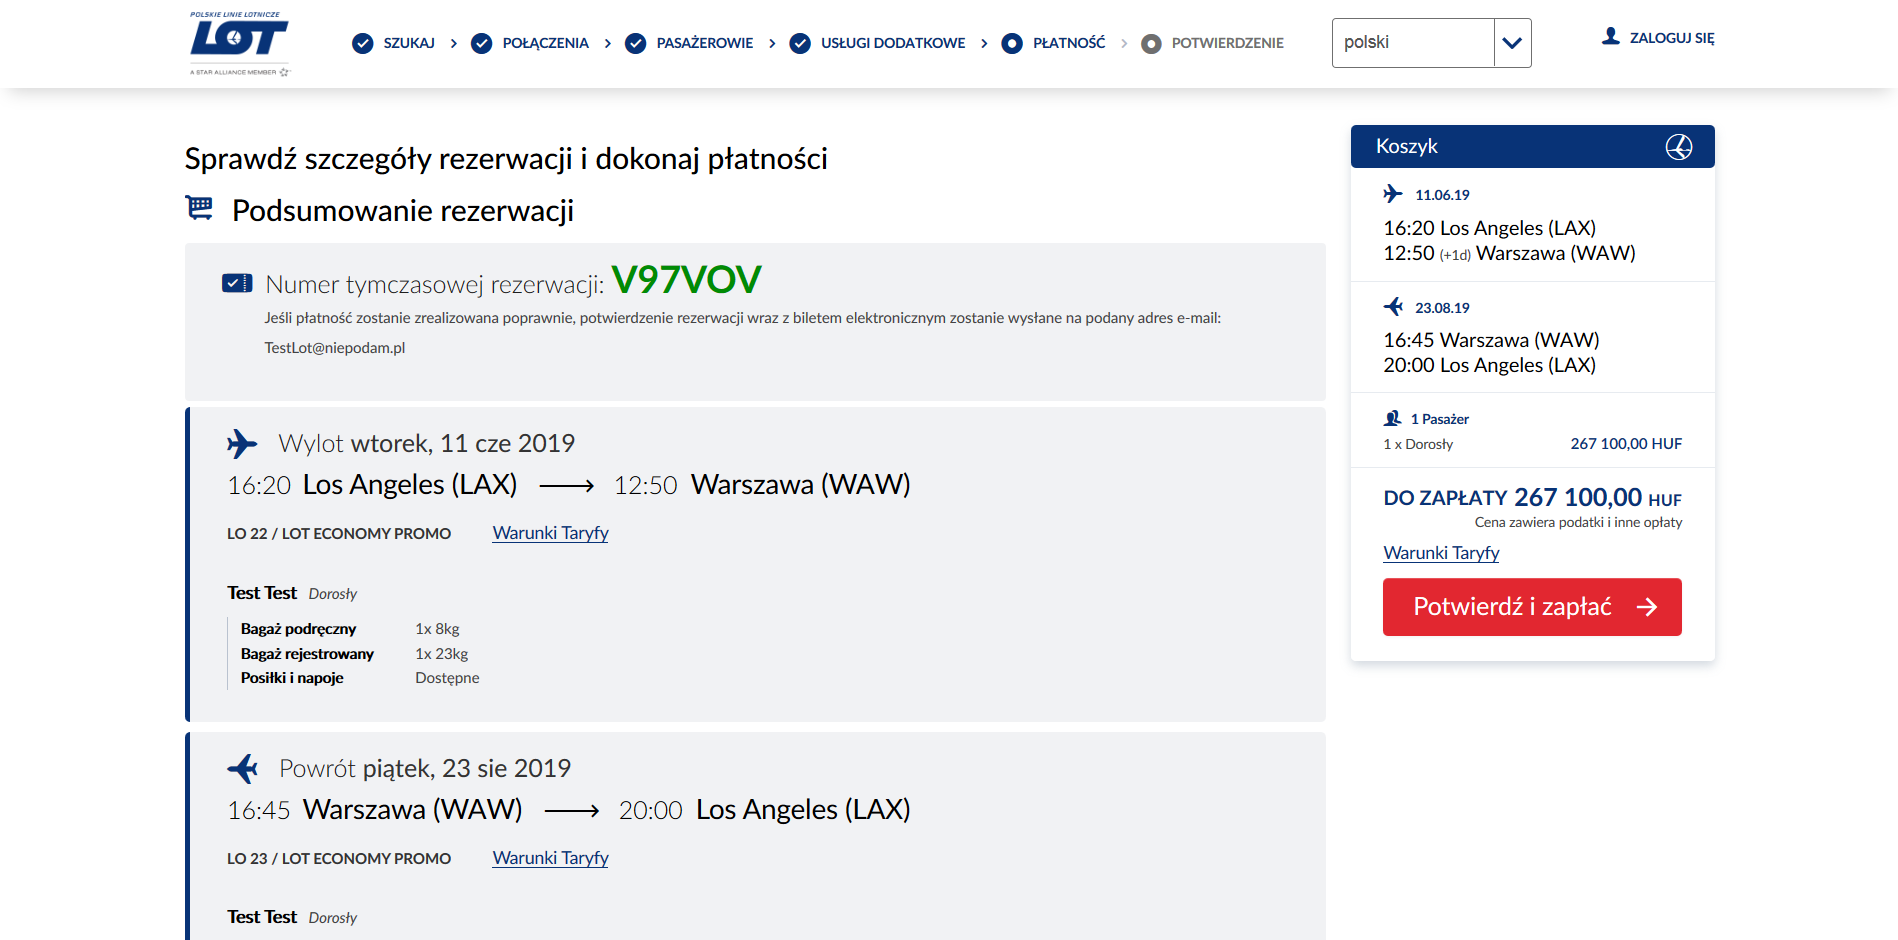 POLSKIE LINIE LOTNICZE
LOT
A STAR ALLIANCE MEMBER
SZUKAJ
POŁĄCZENIA
PASAŻEROWIE
USŁUGI DODATKOWE
PŁATNOŚĆ
POTWIERDZENIE
polski
ZALOGUJ SIĘ
Sprawdź szczegóły rezerwacji i dokonaj płatności
Podsumowanie rezerwacji
Numer tymczasowej rezerwacji: V97VOV
Jeśli płatność zostanie zrealizowana poprawnie, potwierdzenie rezerwacji wraz z biletem elektronicznym zostanie wysłane na podany adres e-mail:
TestLot@niepodam.pl
Wylot wtorek, 11 cze 2019
16:20 Los Angeles (LAX) 12:50 Warszawa (WAW)
LO 22 / LOT ECONOMY PROMO Warunki Taryfy
Test Test Dorosły
Bagaż podręczny 1x 8kg
Bagaż rejestrowany 1x 23kg
Posiłki i napoje Dostępne
Powrót piątek, 23 sie 2019
16:45 Warszawa (WAW) 20:00 Los Angeles (LAX)
LO 23 / LOT ECONOMY PROMO Warunki Taryfy
Test Test Dorosły
Koszyk
11.06.19
16:20 Los Angeles (LAX)
12:50 (+1d) Warszawa (WAW)
23.08.19
16:45 Warszawa (WAW)
20:00 Los Angeles (LAX)
1 Pasażer
1 x Dorosły 267 100,00 HUF
DO ZAPŁATY 267 100,00 HUF
Cena zawiera podatki i inne opłaty
Warunki Taryfy
Potwierdź i zapłać